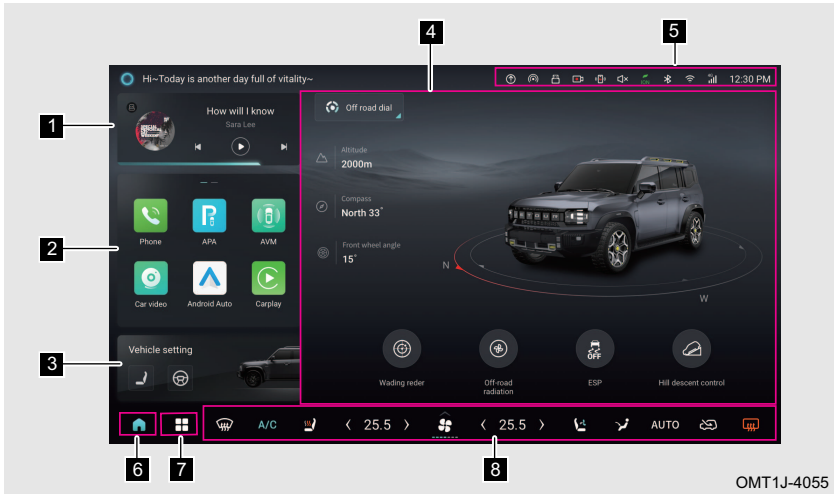 4
5
Hi~Today is another day full of vitality~
12:30 PM
1
How will I know
Sara Lee
Off road dial
Altitude
2000m
Compass
North 33°
Front wheel angle
15°
2
Phone
APA
AVM
Car video
Android Auto
Carplay
N
W
3
Vehicle setting
Wading reder
Off-road
radiation
OFF
ESP
Hill descent control
A/C
25.5
25.5
AUTO
6
7
8
OMT1J-4055